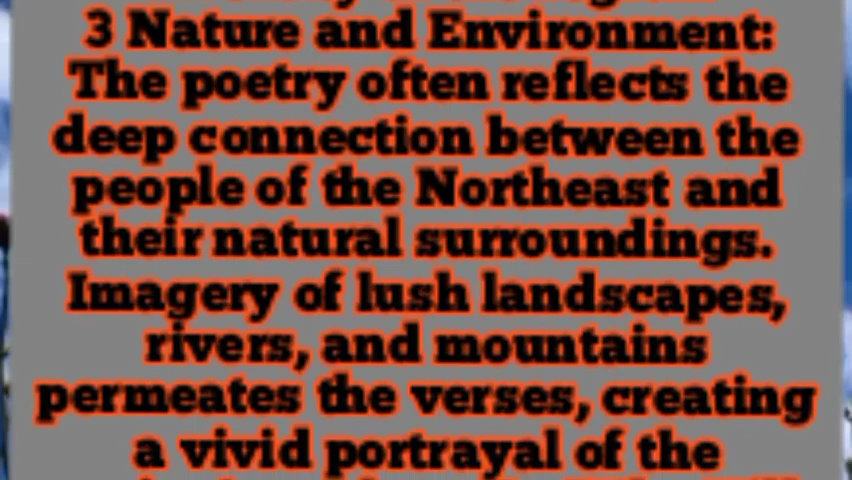 3 Nature and Environment:
The poetry often reflects the
deep connection between the
people of the Northeast and
their natural surroundings.
Imagery of lush landscapes,
rivers, and mountains
permeates the verses, creating
a vivid portrayal of the